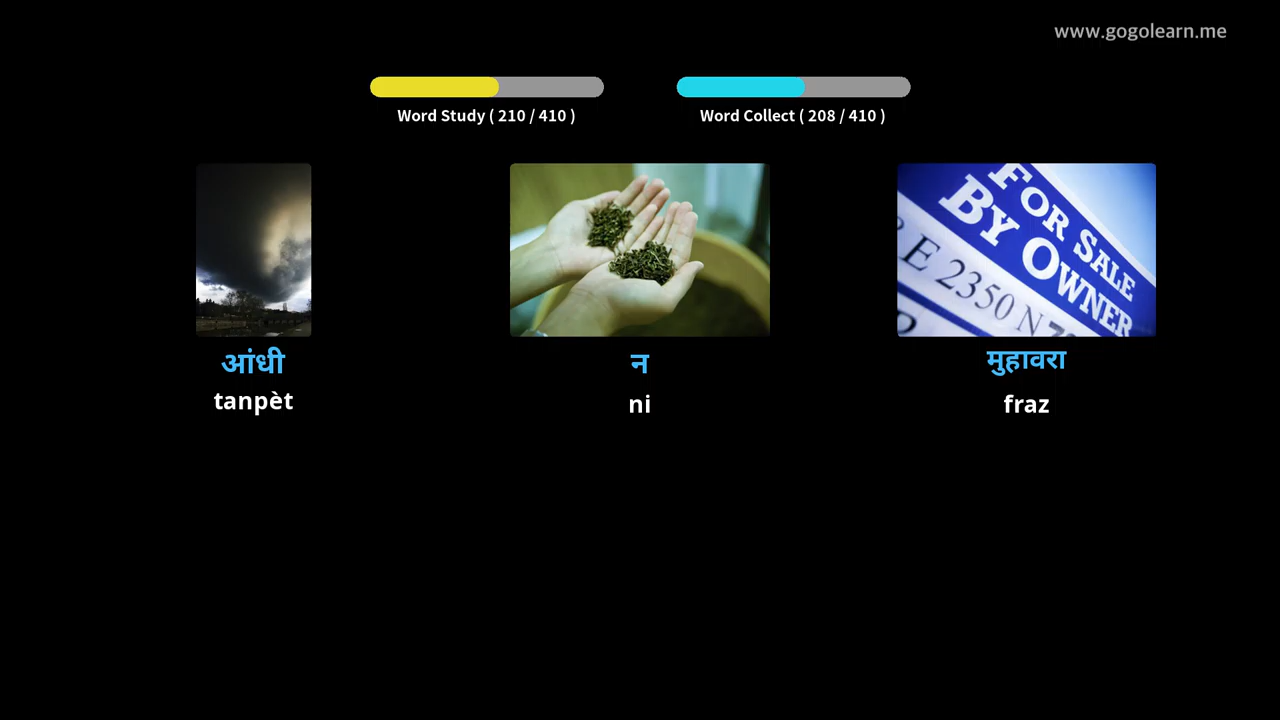 www.gogolearn.me
Word Study ( 210 / 410 )
Word Collect ( 208 / 410 )
FOR SALE
BY OWNER
E 2350 N
आंधी
न
मुहावरा
tanpèt
ni
fraz